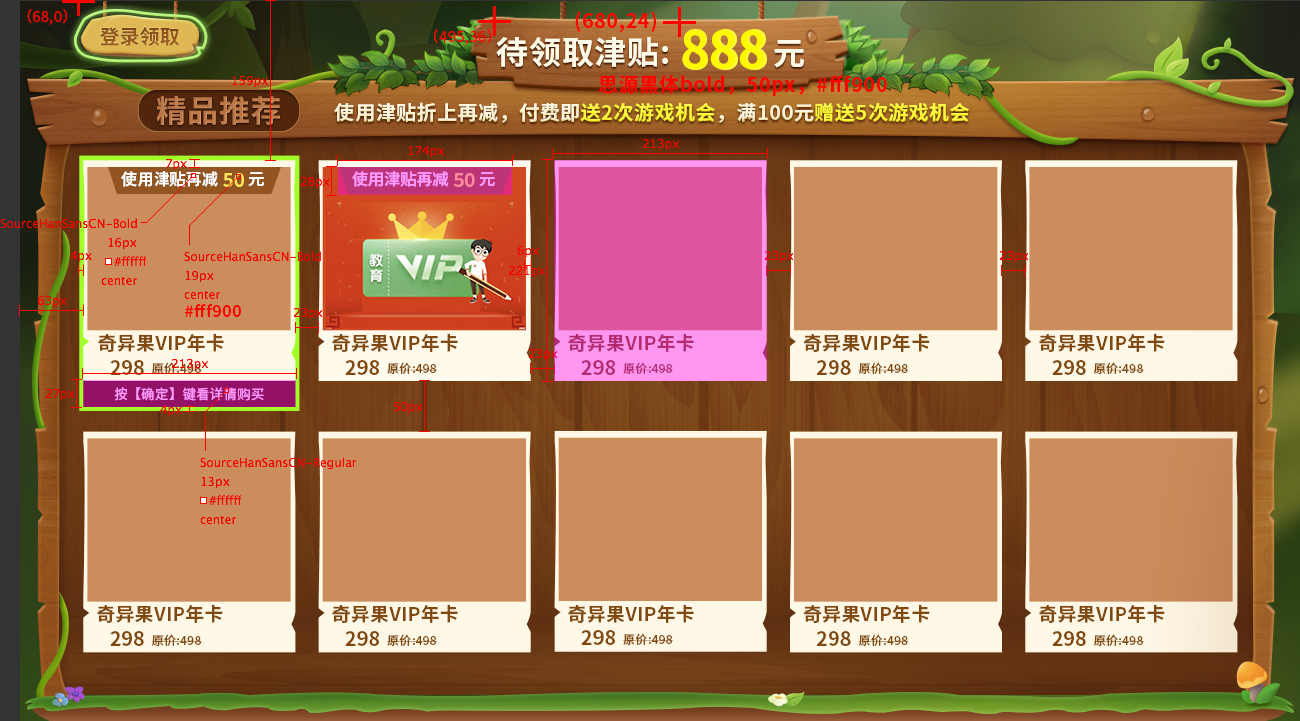 (68,0)
登录领取
(495,36)
(680,24)
待领取津贴: 888 元
思源黑体bold, 50px, #fff900
159px
精品推荐
使用津贴折上再减，付费即送2次游戏机会，满100元赠送5次游戏机会
7px
使用津贴再减 50 元
174px
28px
使用津贴再减 50 元
213px
SourceHanSansCN-Bold
16px
#ffffff
center
SourceHanSansCN-Bold
19px
center
#fff900
4px
63px
教育
VIP
6px
221px
奇异果VIP年卡
298 原价:498
奇异果VIP年卡
298 原价:498
奇异果VIP年卡
298 原价:498
奇异果VIP年卡
298 原价:498
奇异果VIP年卡
298 原价:498
213px
27px
按【确定】键看详情购买
4px
50px
SourceHanSansCN-Regular
13px
#ffffff
center
奇异果VIP年卡
298 原价:498
奇异果VIP年卡
298 原价:498
奇异果VIP年卡
298 原价:498
奇异果VIP年卡
298 原价:498
奇异果VIP年卡
298 原价:498